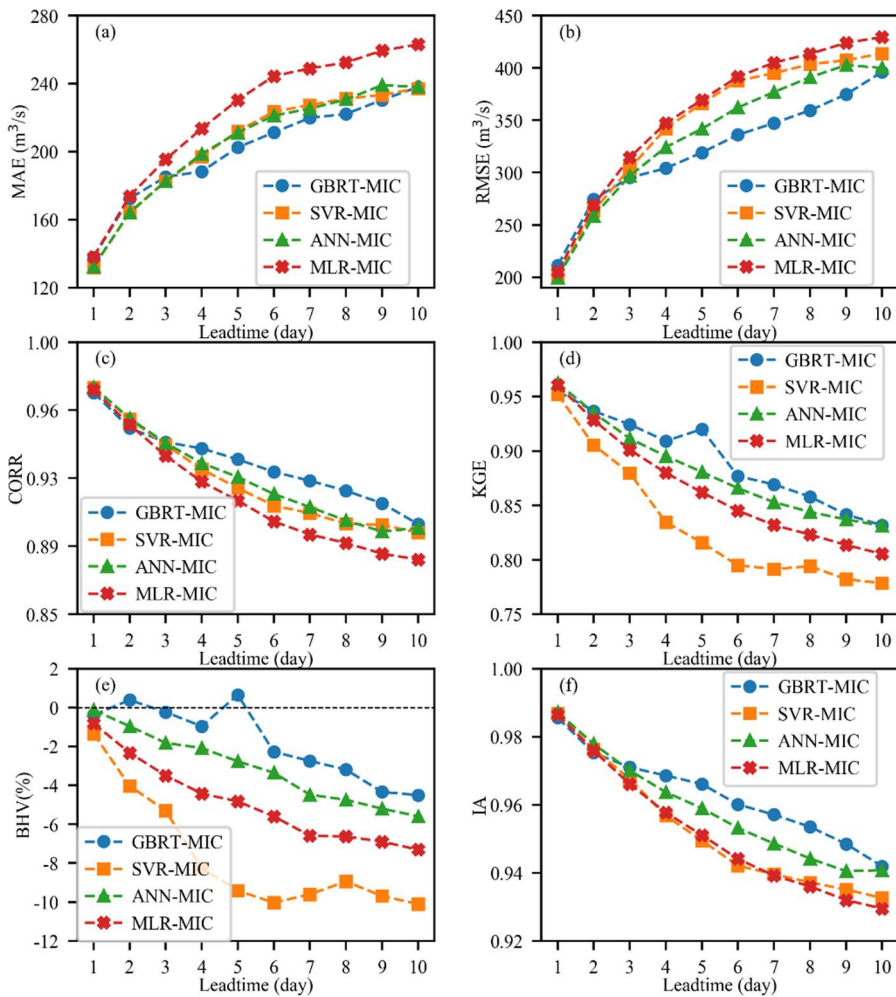 (a)
280
240
200
160
120
MAE (m³/s)
GBRT-MIC
SVR-MIC
ANN-MIC
MLR-MIC
1 2 3 4 5 6 7 8 9 10
Leadtime (day)
(b)
450
400
350
300
250
200
RMSE (m³/s)
GBRT-MIC
SVR-MIC
ANN-MIC
MLR-MIC
1 2 3 4 5 6 7 8 9 10
Leadtime (day)
(c)
1.00
0.96
0.93
0.89
0.85
CORR
GBRT-MIC
SVR-MIC
ANN-MIC
MLR-MIC
1 2 3 4 5 6 7 8 9 10
Leadtime (day)
(d)
1.00
0.95
0.90
0.85
0.80
0.75
KGE
GBRT-MIC
SVR-MIC
ANN-MIC
MLR-MIC
1 2 3 4 5 6 7 8 9 10
Leadtime (day)
(e)
2
0
-2
-4
-6
-8
-10
-12
BHV(%)
GBRT-MIC
SVR-MIC
ANN-MIC
MLR-MIC
1 2 3 4 5 6 7 8 9 10
Leadtime (day)
(f)
1.00
0.98
0.96
0.94
0.92
IA
GBRT-MIC
SVR-MIC
ANN-MIC
MLR-MIC
1 2 3 4 5 6 7 8 9 10
Leadtime (day)